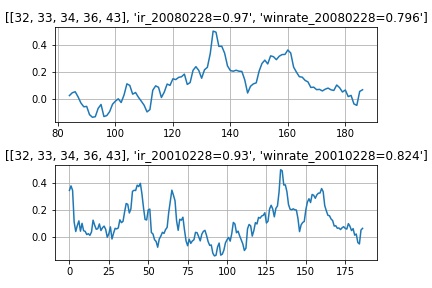 [[32, 33, 34, 36, 43], 'ir_20080228=0.97', 'winrate_20080228=0.796']
0.4
0.2
0.0
80 100 120 140 160 180
[[32, 33, 34, 36, 43], 'ir_20010228=0.93', 'winrate_20010228=0.824']
0.4
0.2
0.0
0 25 50 75 100 125 150 175